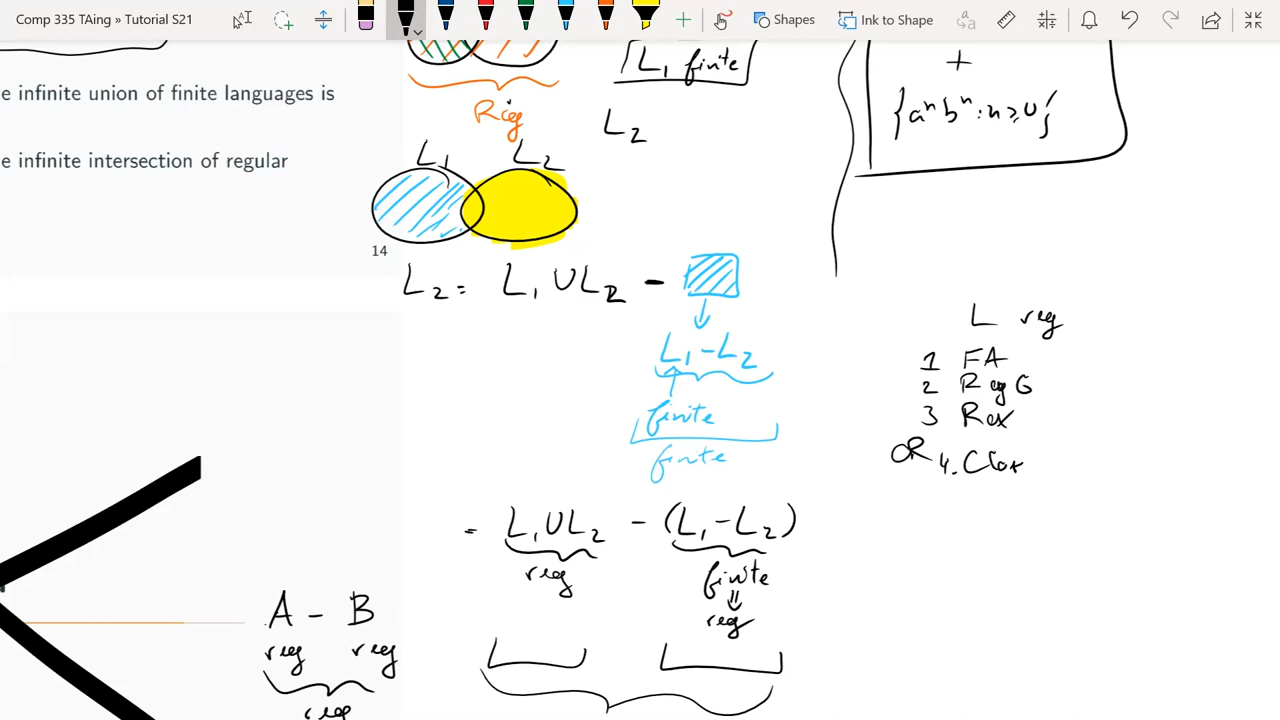 Comp 335 TAing » Tutorial S21
Shapes
Ink to Shape
e infinite union of finite languages is
e infinite intersection of regular
14
Reg
L₁ finite
L₂
L₁ L₂
+
{aⁿbⁿ : n ≥ 0}
L₂ = L₁ ∪ L₂ -
L₁ - L₂
finite
finite
L reg
1 FA
2 Reg G
3 Rex
OR 4. Clox
= L₁ ∪ L₂ - (L₁ - L₂)
reg
finite
⇓
reg
A - B
reg reg
reg